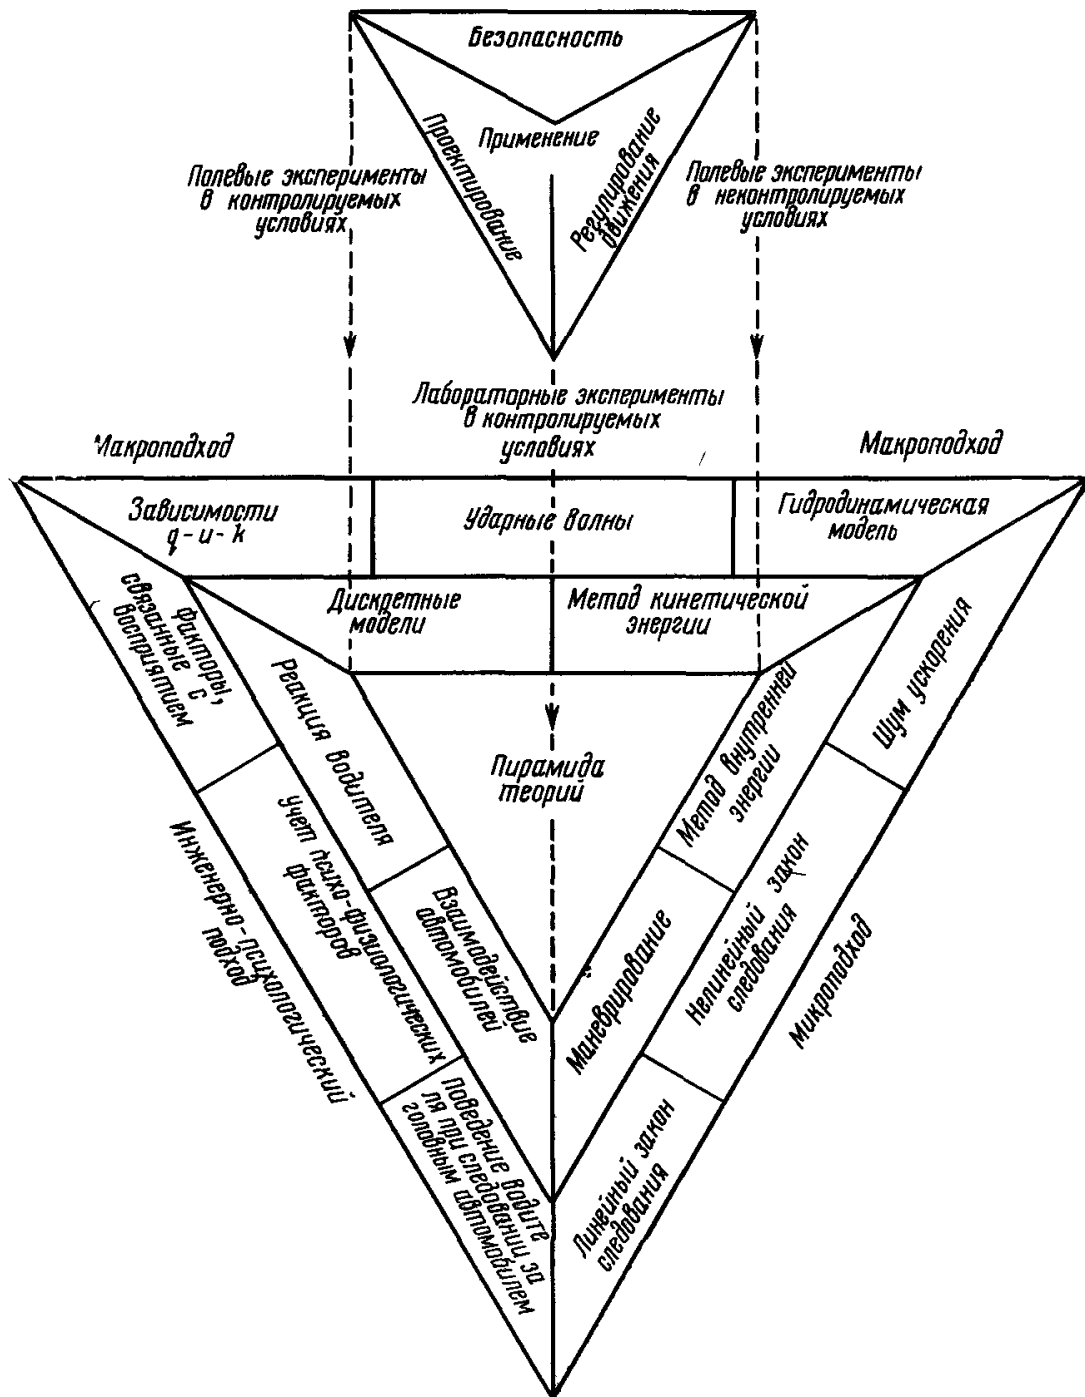 Безопасность
Применение
Проектирование
Регулирование
движения
Полевые эксперименты
в контролируемых
условиях
Полевые эксперименты
в неконтролируемых
условиях
Лабораторные эксперименты
в контролируемых
условиях
Макроподход
Макроподход
Зависимости
q - u - k
Ударные волны
Гидродинамическая
модель
Дискретные
модели
Метод кинетической
энергии
факторы,
связанные с
восприятием
Реакция водителя
Пирамида
теорий
Метод внутренней
энергии
Шум ускорения
Учет психо-физиологических
факторов
Взаимодействие
автомобилей
Маневрирование
Нелинейный закон
следования
Инженерно-психологический
подход
Микроподход
Поведение водите
ля при следовании за
головным автомобилем
Линейный закон
следования